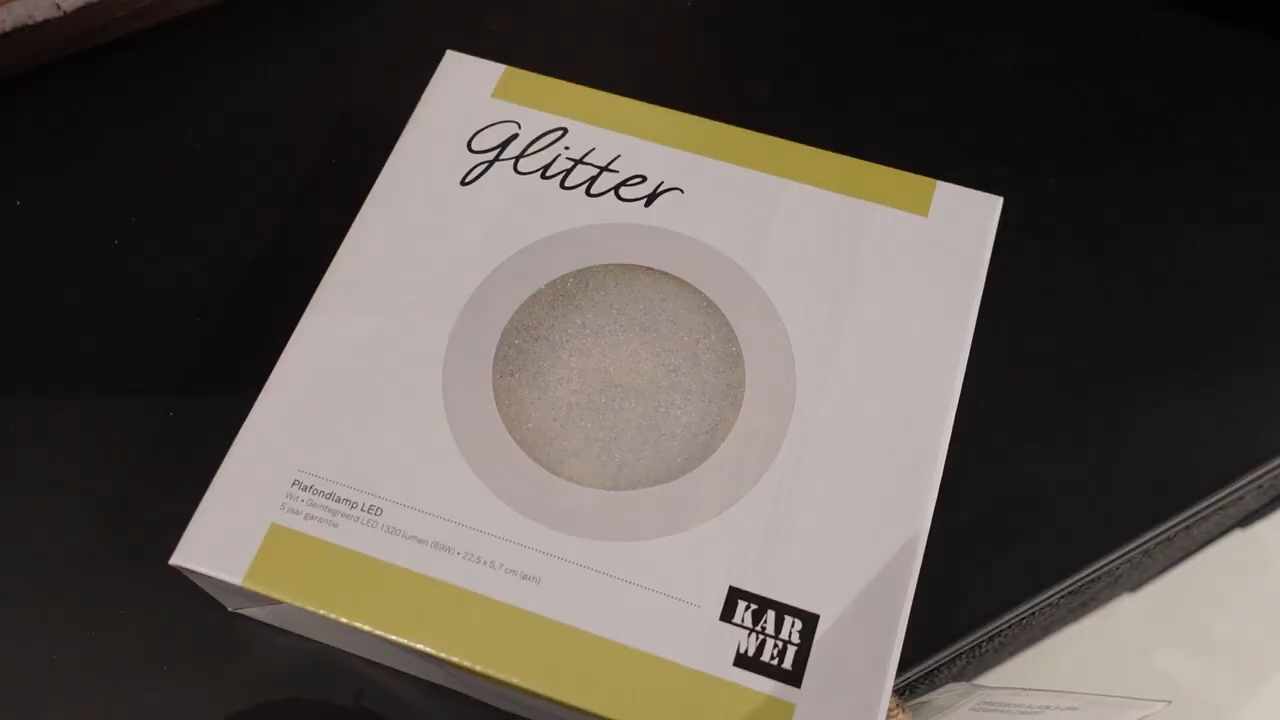 glitter
Plafondlamp LED
Wit • Geïntegreerd LED 1320 lumen (89W) • 22,5 x 5,7 cm (øxh)
5 jaar garantie
KAR
WEI